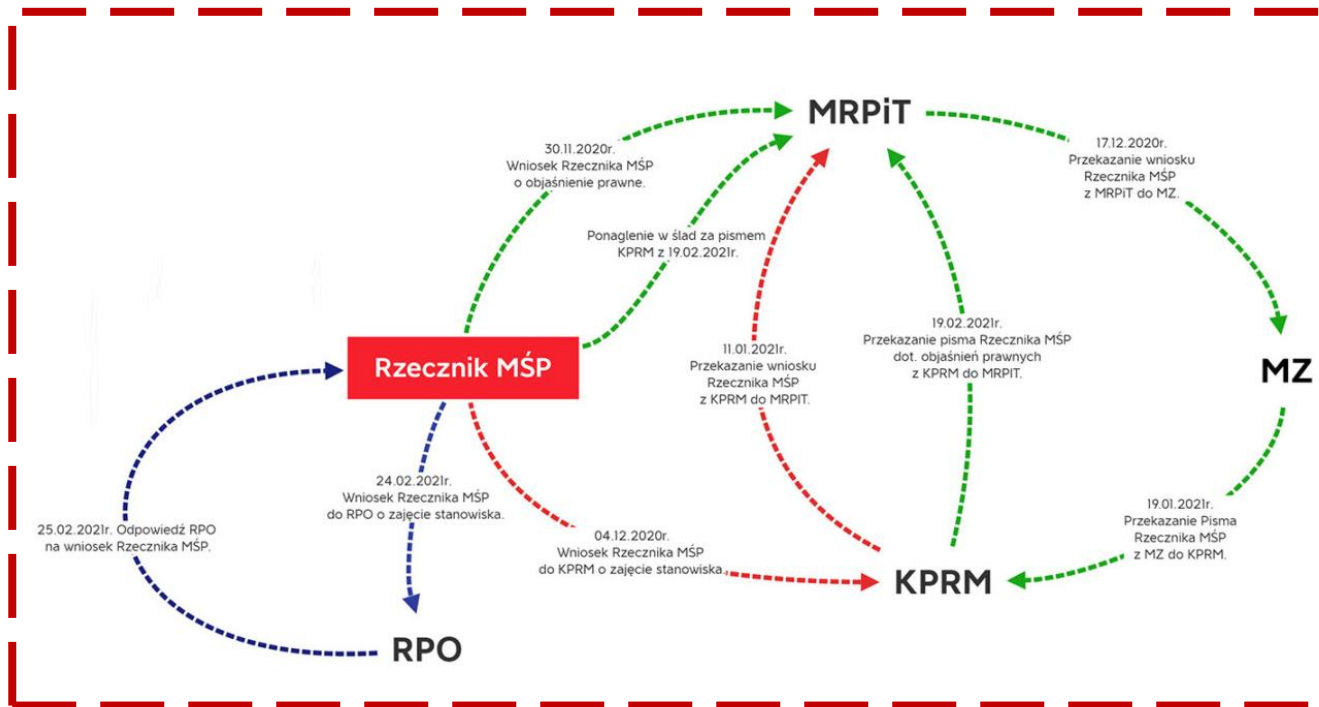 MRPiT
30.11.2020r.
Wniosek Rzecznika MŚP
o objaśnienie prawne.
17.12.2020r.
Przekazanie wniosku
Rzecznika MŚP
z MRPiT do MZ.
Ponaglenie w ślad za pismem
KPRM z 19.02.2021r.
19.02.2021r.
Przekazanie pisma Rzecznika MŚP
dot. objaśnień prawnych
z KPRM do MRPIT.
11.01.2021r.
Przekazanie wniosku
Rzecznika MŚP
z KPRM do MRPIT.
Rzecznik MŚP
MZ
24.02.2021r.
Wniosek Rzecznika MŚP
do RPO o zajęcie stanowiska.
25.02.2021r. Odpowiedź RPO
na wniosek Rzecznika MŚP.
04.12.2020r.
Wniosek Rzecznika MŚP
do KPRM o zajęcie stanowiska.
19.01.2021r.
Przekazanie Pisma
Rzecznika MŚP
z MZ do KPRM.
KPRM
RPO